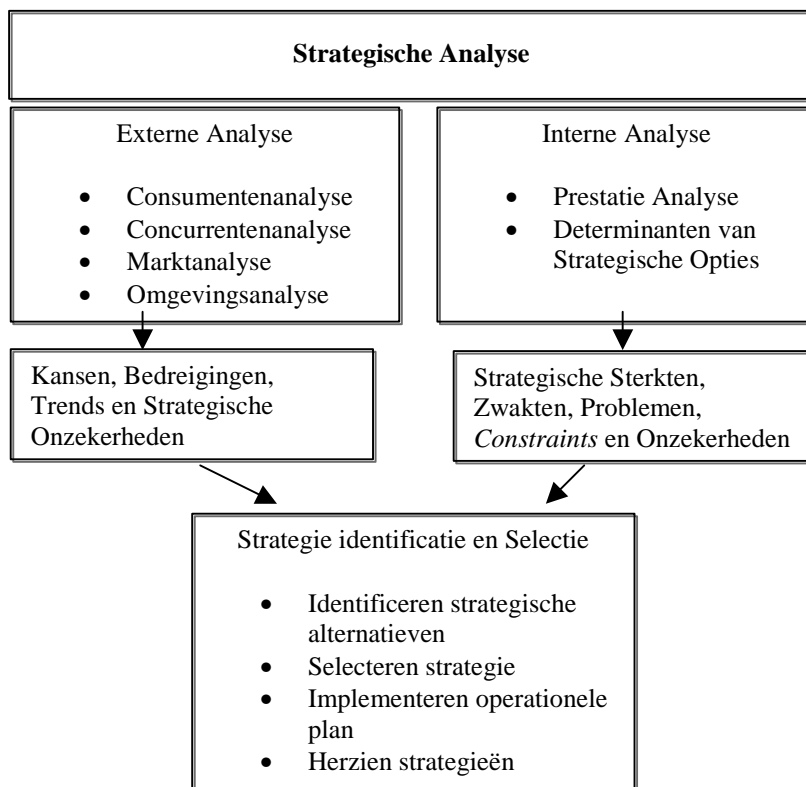 Strategische Analyse
Externe Analyse
• Consumentenanalyse
• Concurrentenanalyse
• Marktanalyse
• Omgevingsanalyse
Interne Analyse
• Prestatie Analyse
• Determinanten van
Strategische Opties
Kansen, Bedreigingen,
Trends en Strategische
Onzekerheden
Strategische Sterkten,
Zwakten, Problemen,
Constraints en Onzekerheden
Strategie identificatie en Selectie
• Identificeren strategische
alternatieven
• Selecteren strategie
• Implementeren operationele
plan
• Herzien strategieën